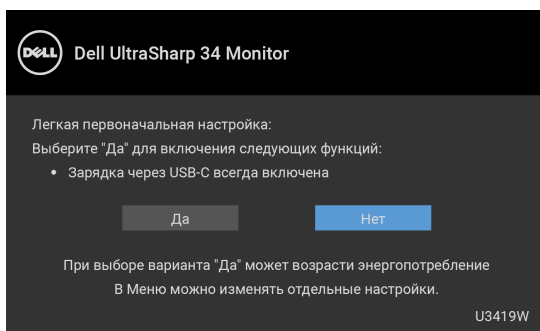 DELL
Dell UltraSharp 34 Monitor
Легкая первоначальная настройка:
Выберите "Да" для включения следующих функций:
• Зарядка через USB-C всегда включена
Да
Нет
При выборе варианта "Да" может возрасти энергопотребление
В Меню можно изменять отдельные настройки.
U3419W